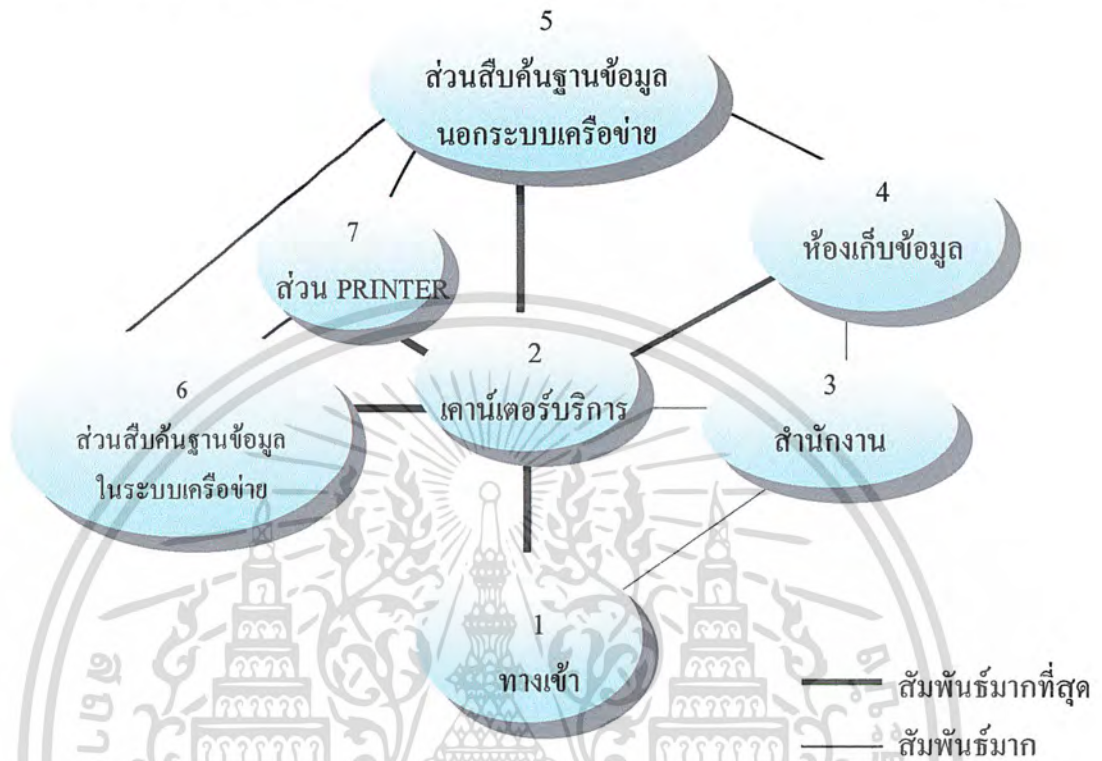 5
ส่วนสืบค้นฐานข้อมูล
นอกระบบเครือข่าย
4
ห้องเก็บข้อมูล
7
ส่วน PRINTER
2
เคาน์เตอร์บริการ
3
สำนักงาน
6
ส่วนสืบค้นฐานข้อมูล
ในระบบเครือข่าย
1
ทางเข้า
สัมพันธ์มากที่สุด
สัมพันธ์มาก